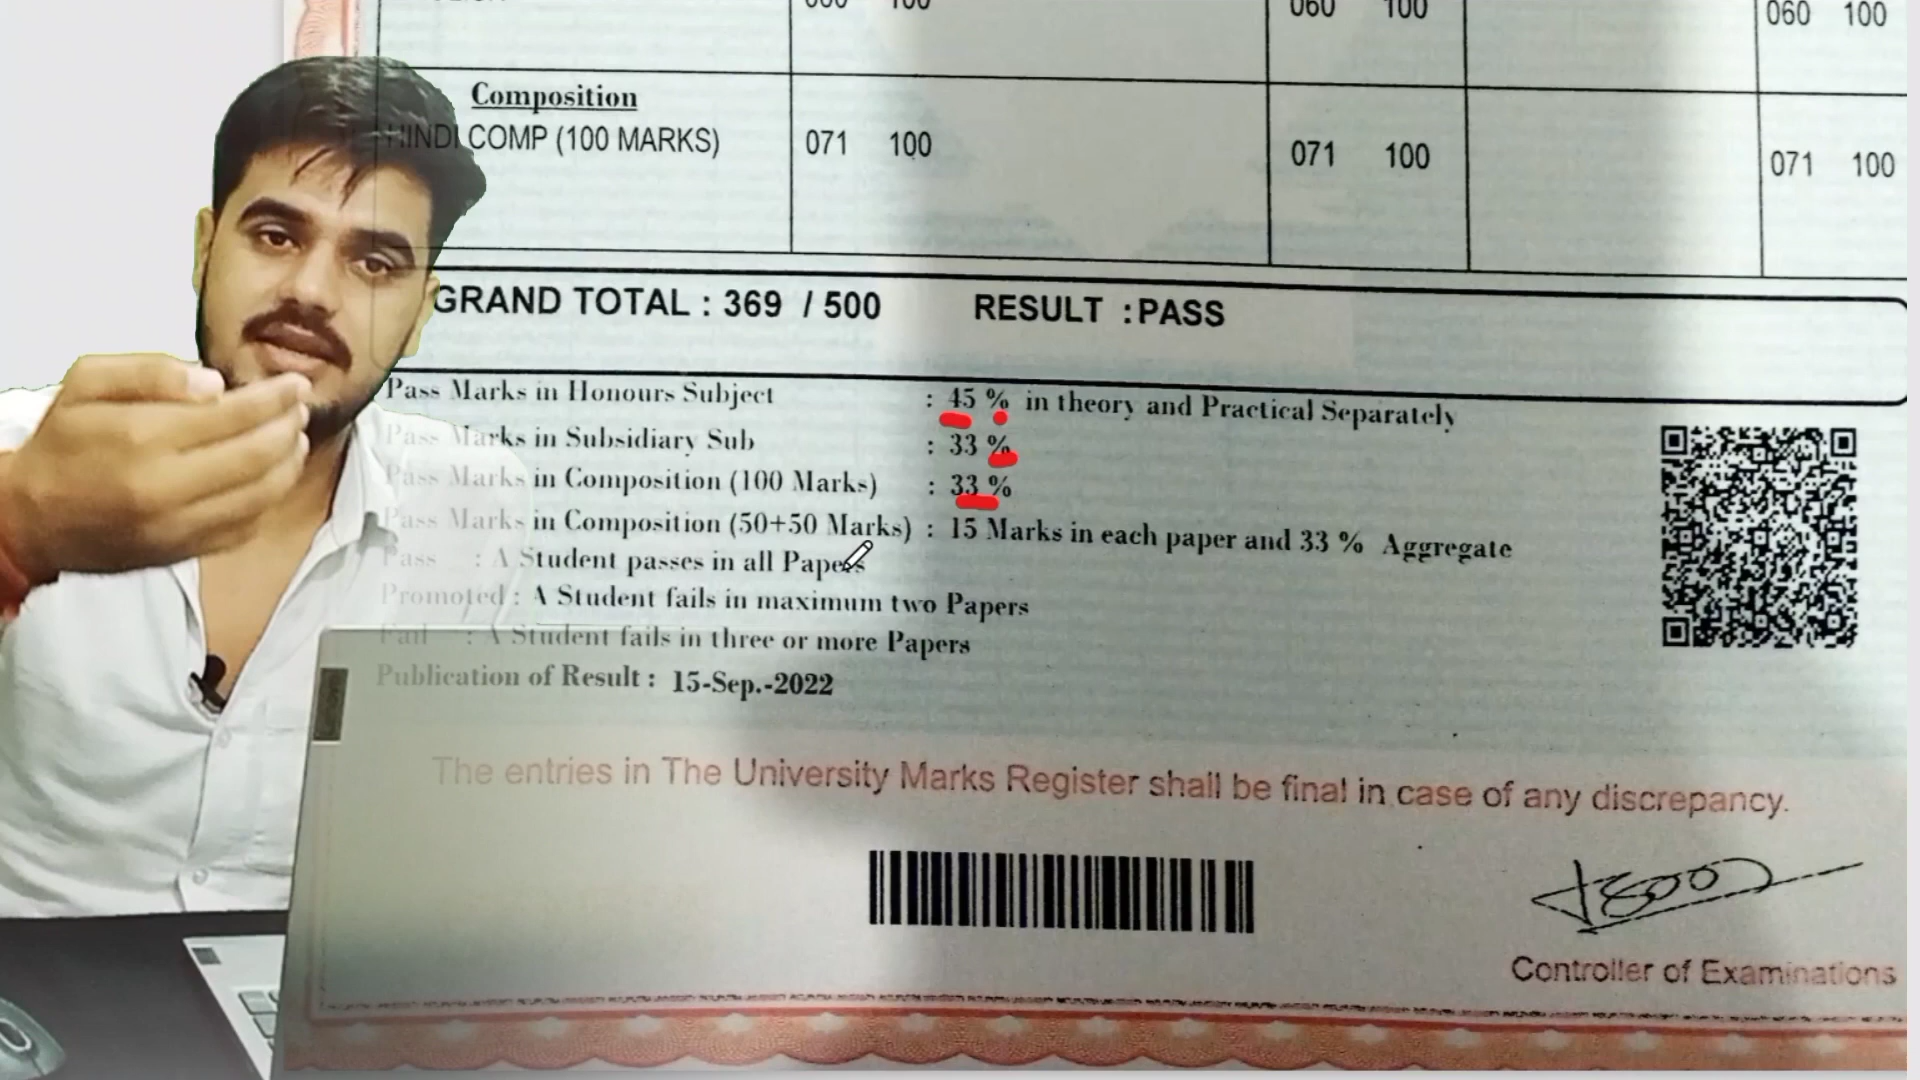 060 100 060 100
Composition
HINDI COMP (100 MARKS) 071 100 071 100 071 100
GRAND TOTAL : 369 / 500 RESULT : PASS
Pass Marks in Honours Subject : 45 % in theory and Practical Separately
Pass Marks in Subsidiary Sub : 33 %
Pass Marks in Composition (100 Marks) : 33 %
Pass Marks in Composition (50+50 Marks) : 15 Marks in each paper and 33 % Aggregate
Pass : A Student passes in all Papers
Promoted : A Student fails in maximum two Papers
Fail : A Student fails in three or more Papers
Publication of Result : 15-Sep.-2022
The entries in The University Marks Register shall be final in case of any discrepancy.
Controller of Examinations